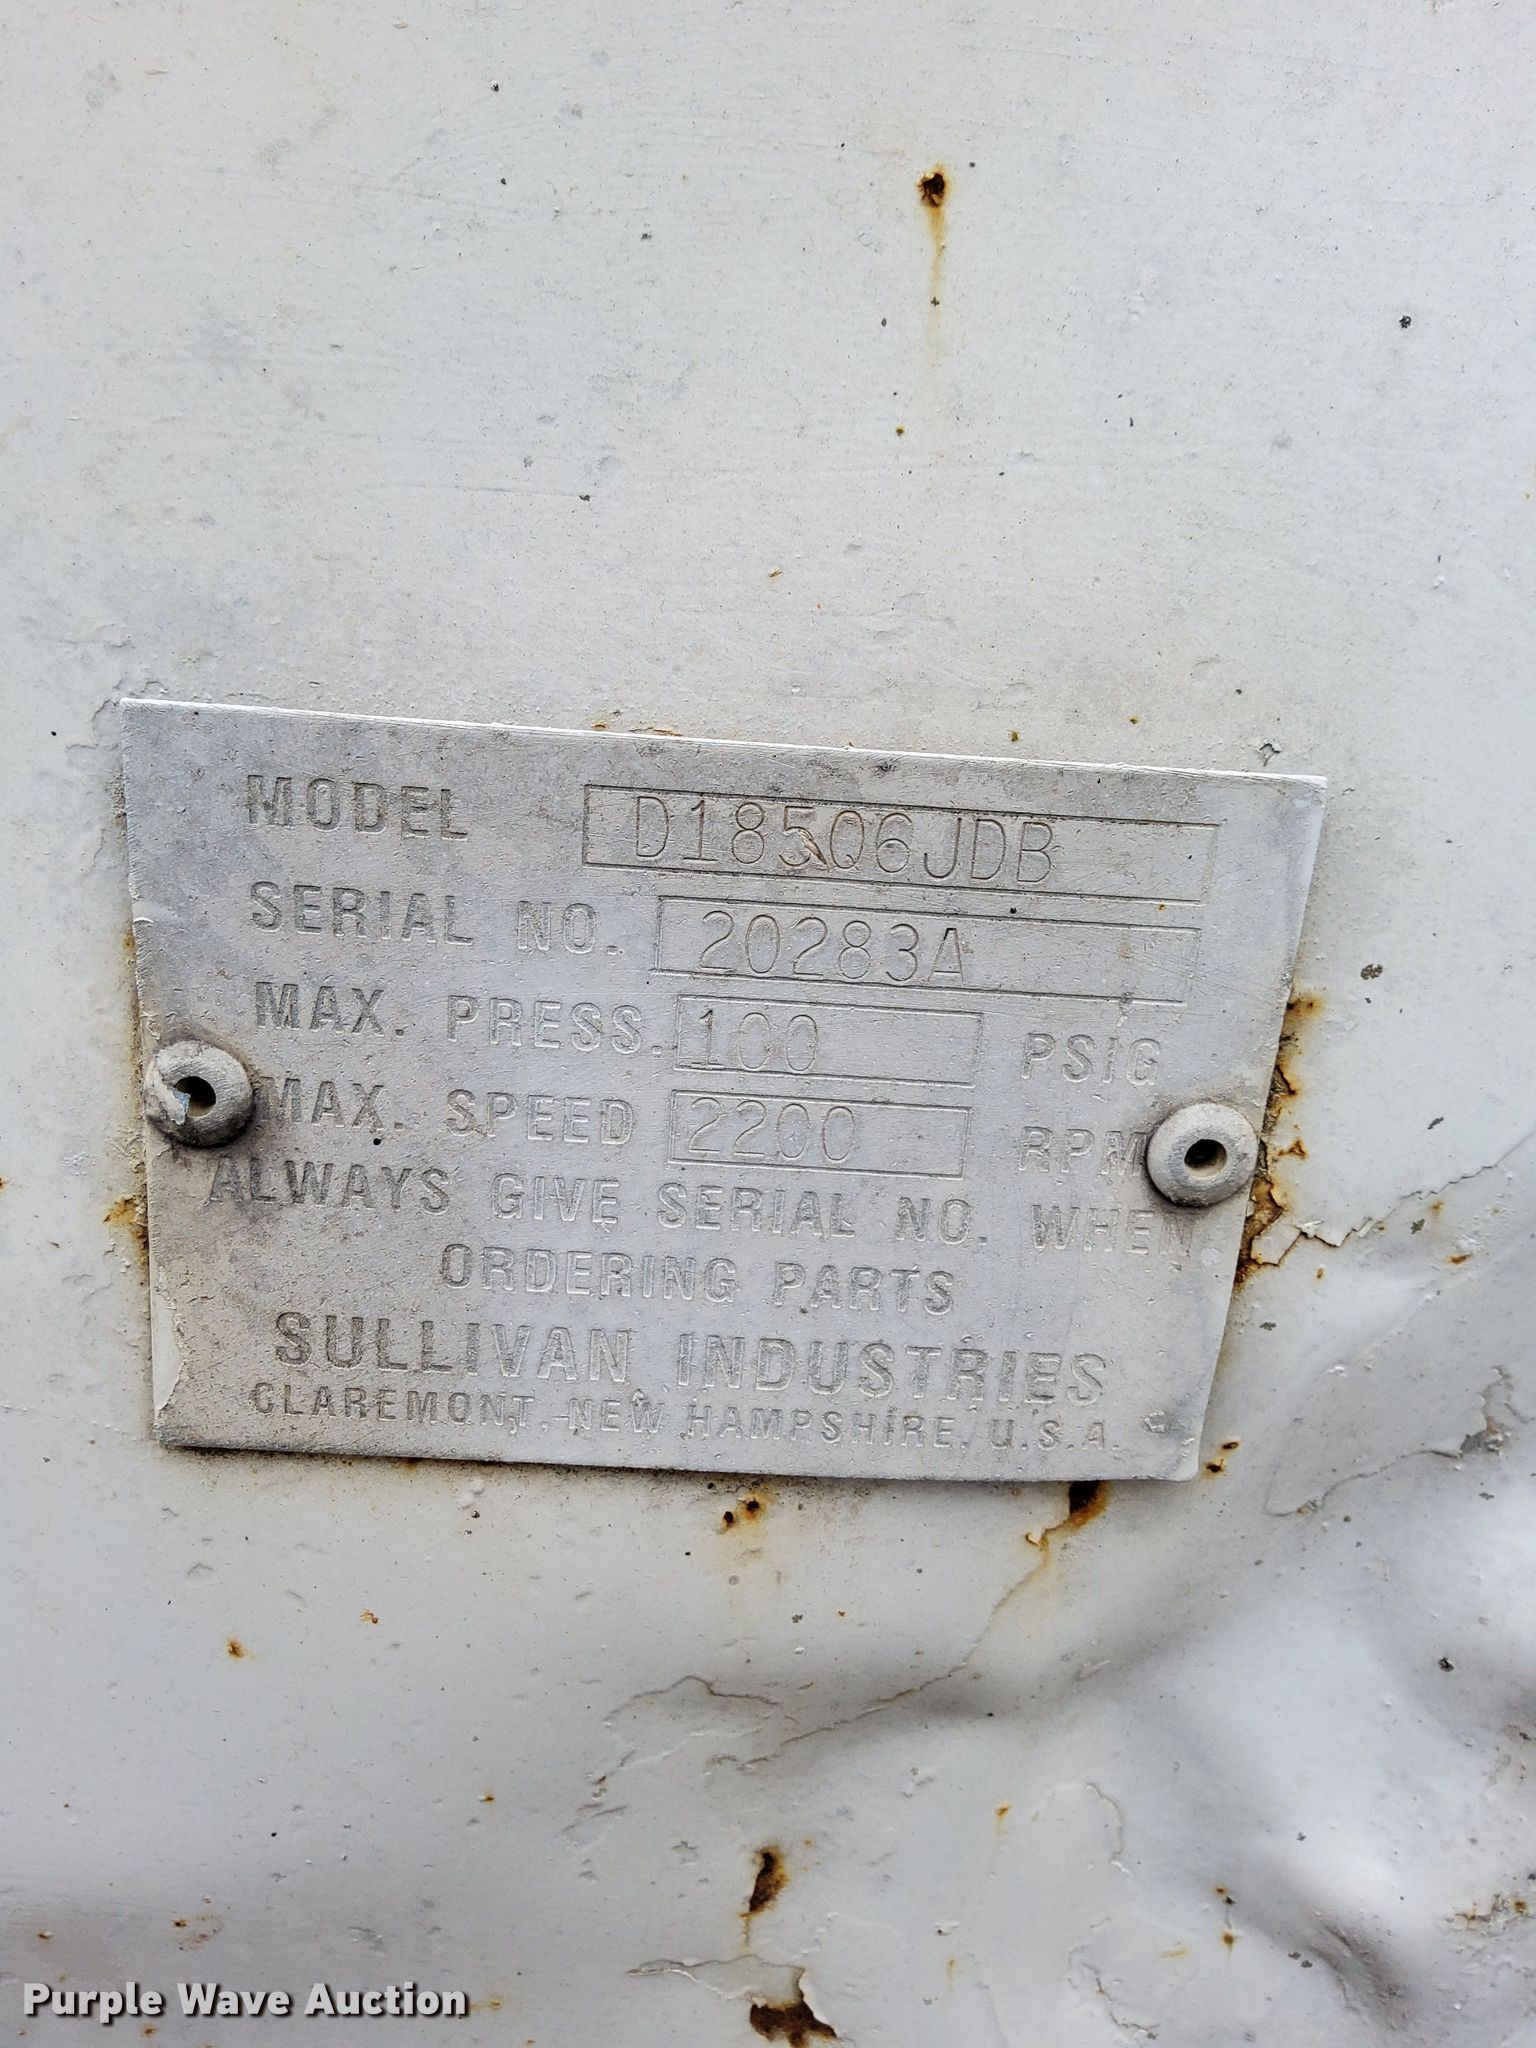 MODEL D185Q6JDB
SERIAL NO. 20283A
MAX. PRESS. 100 PSIG
MAX. SPEED 2200 RPM
ALWAYS GIVE SERIAL NO. WHEN
ORDERING PARTS
SULLIVAN INDUSTRIES
CLAREMONT, NEW HAMPSHIRE, U.S.A.
Purple Wave Auction